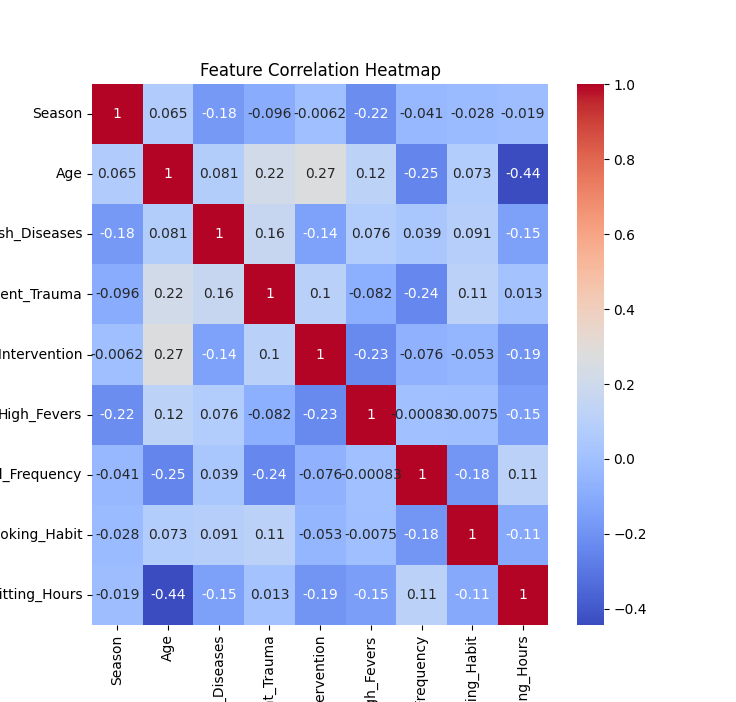 Feature Correlation Heatmap
Season 1 0.065 -0.18 -0.096 -0.0062 -0.22 -0.041 -0.028 -0.019
Age 0.065 1 0.081 0.22 0.27 0.12 -0.25 0.073 -0.44
sh_Diseases -0.18 0.081 1 0.16 -0.14 0.076 0.039 0.091 -0.15
ent_Trauma -0.096 0.22 0.16 1 0.1 -0.082 -0.24 0.11 0.013
Intervention -0.0062 0.27 -0.14 0.1 1 -0.23 -0.076 -0.053 -0.19
High_Fevers -0.22 0.12 0.076 -0.082 -0.23 1 -0.00083 -0.0075 -0.15
l_Frequency -0.041 -0.25 0.039 -0.24 -0.076 -0.00083 1 -0.18 0.11
oking_Habit -0.028 0.073 0.091 0.11 -0.053 -0.0075 -0.18 1 -0.11
itting_Hours -0.019 -0.44 -0.15 0.013 -0.19 -0.15 0.11 -0.11 1
Season
Age
_Diseases
t_Trauma
ervention
gh_Fevers
requency
ing_Habit
ng_Hours
1.0
0.8
0.6
0.4
0.2
0.0
−0.2
−0.4